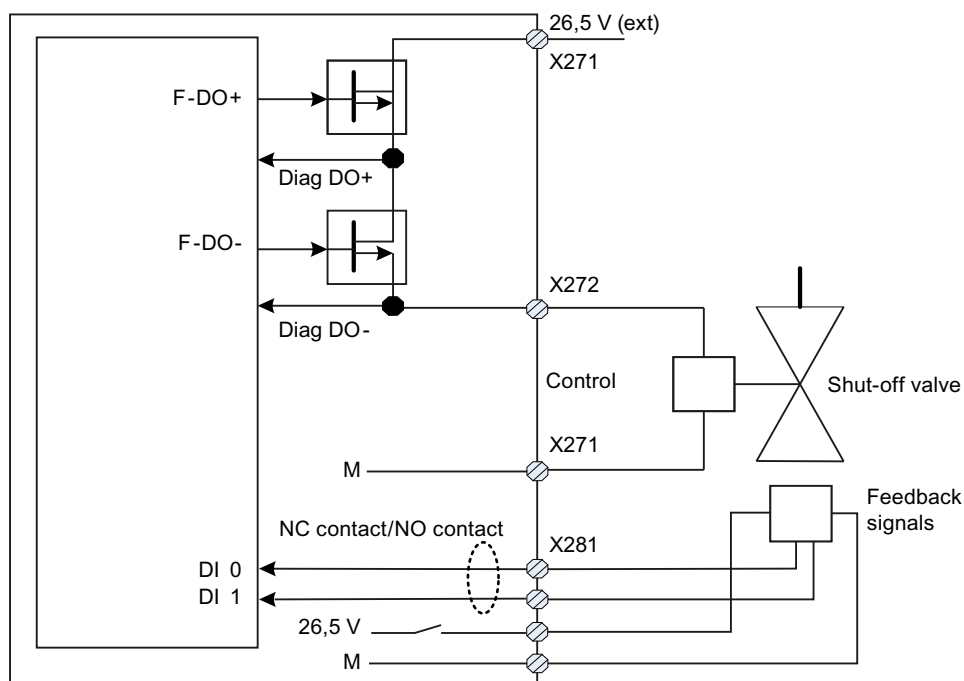 26,5 V (ext)
X271
F-DO+
Diag DO+
F-DO-
X272
Diag DO-
Control
Shut-off valve
X271
M
Feedback
signals
NC contact/NO contact
X281
DI 0
DI 1
26,5 V
M